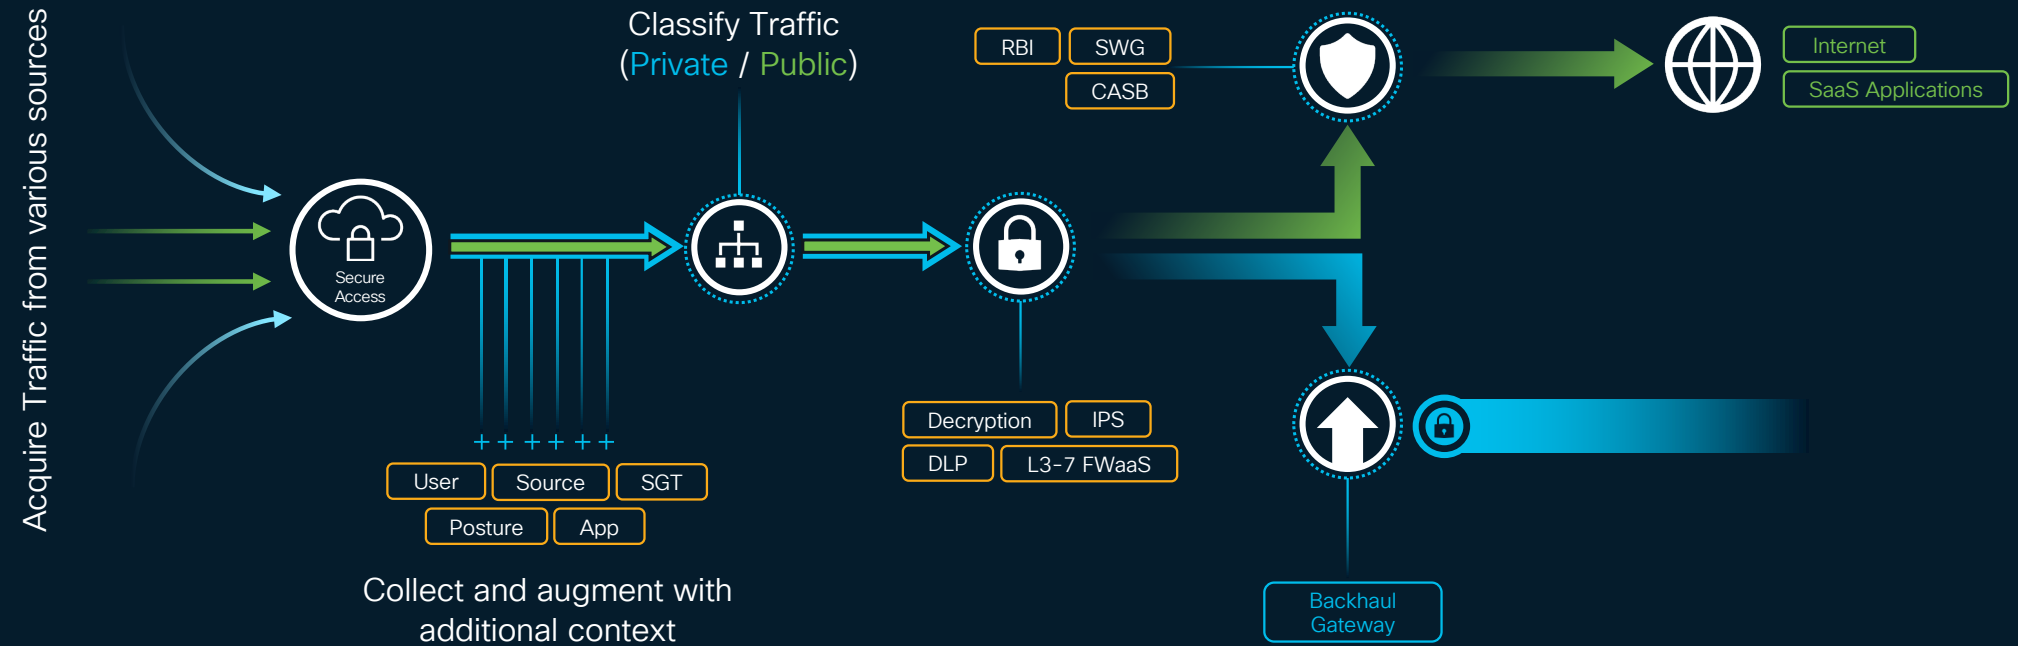 Acquire Traffic from various sources
Secure
Access
Classify Traffic
(Private / Public)
User
Source
SGT
Posture
App
Collect and augment with
additional context
Decryption
IPS
DLP
L3-7 FWaaS
RBI
SWG
CASB
Internet
SaaS Applications
Backhaul
Gateway